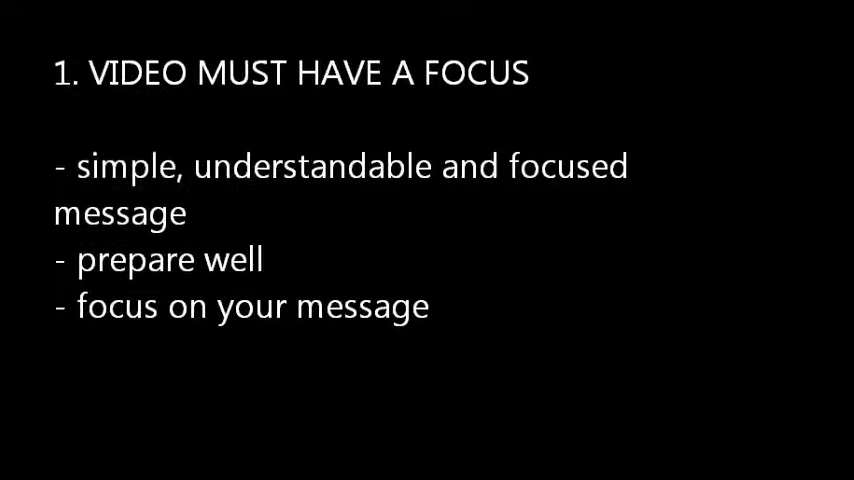 1. VIDEO MUST HAVE A FOCUS
- simple, understandable and focused
message
- prepare well
- focus on your message